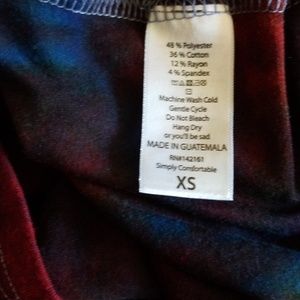 48 % Polyester
36 % Cotton
12 % Rayon
4 % Spandex
Machine Wash Cold
Gentle Cycle
Do Not Bleach
Hang Dry
or you'll be sad
MADE IN GUATEMALA
RN#142161
Simply Comfortable
XS